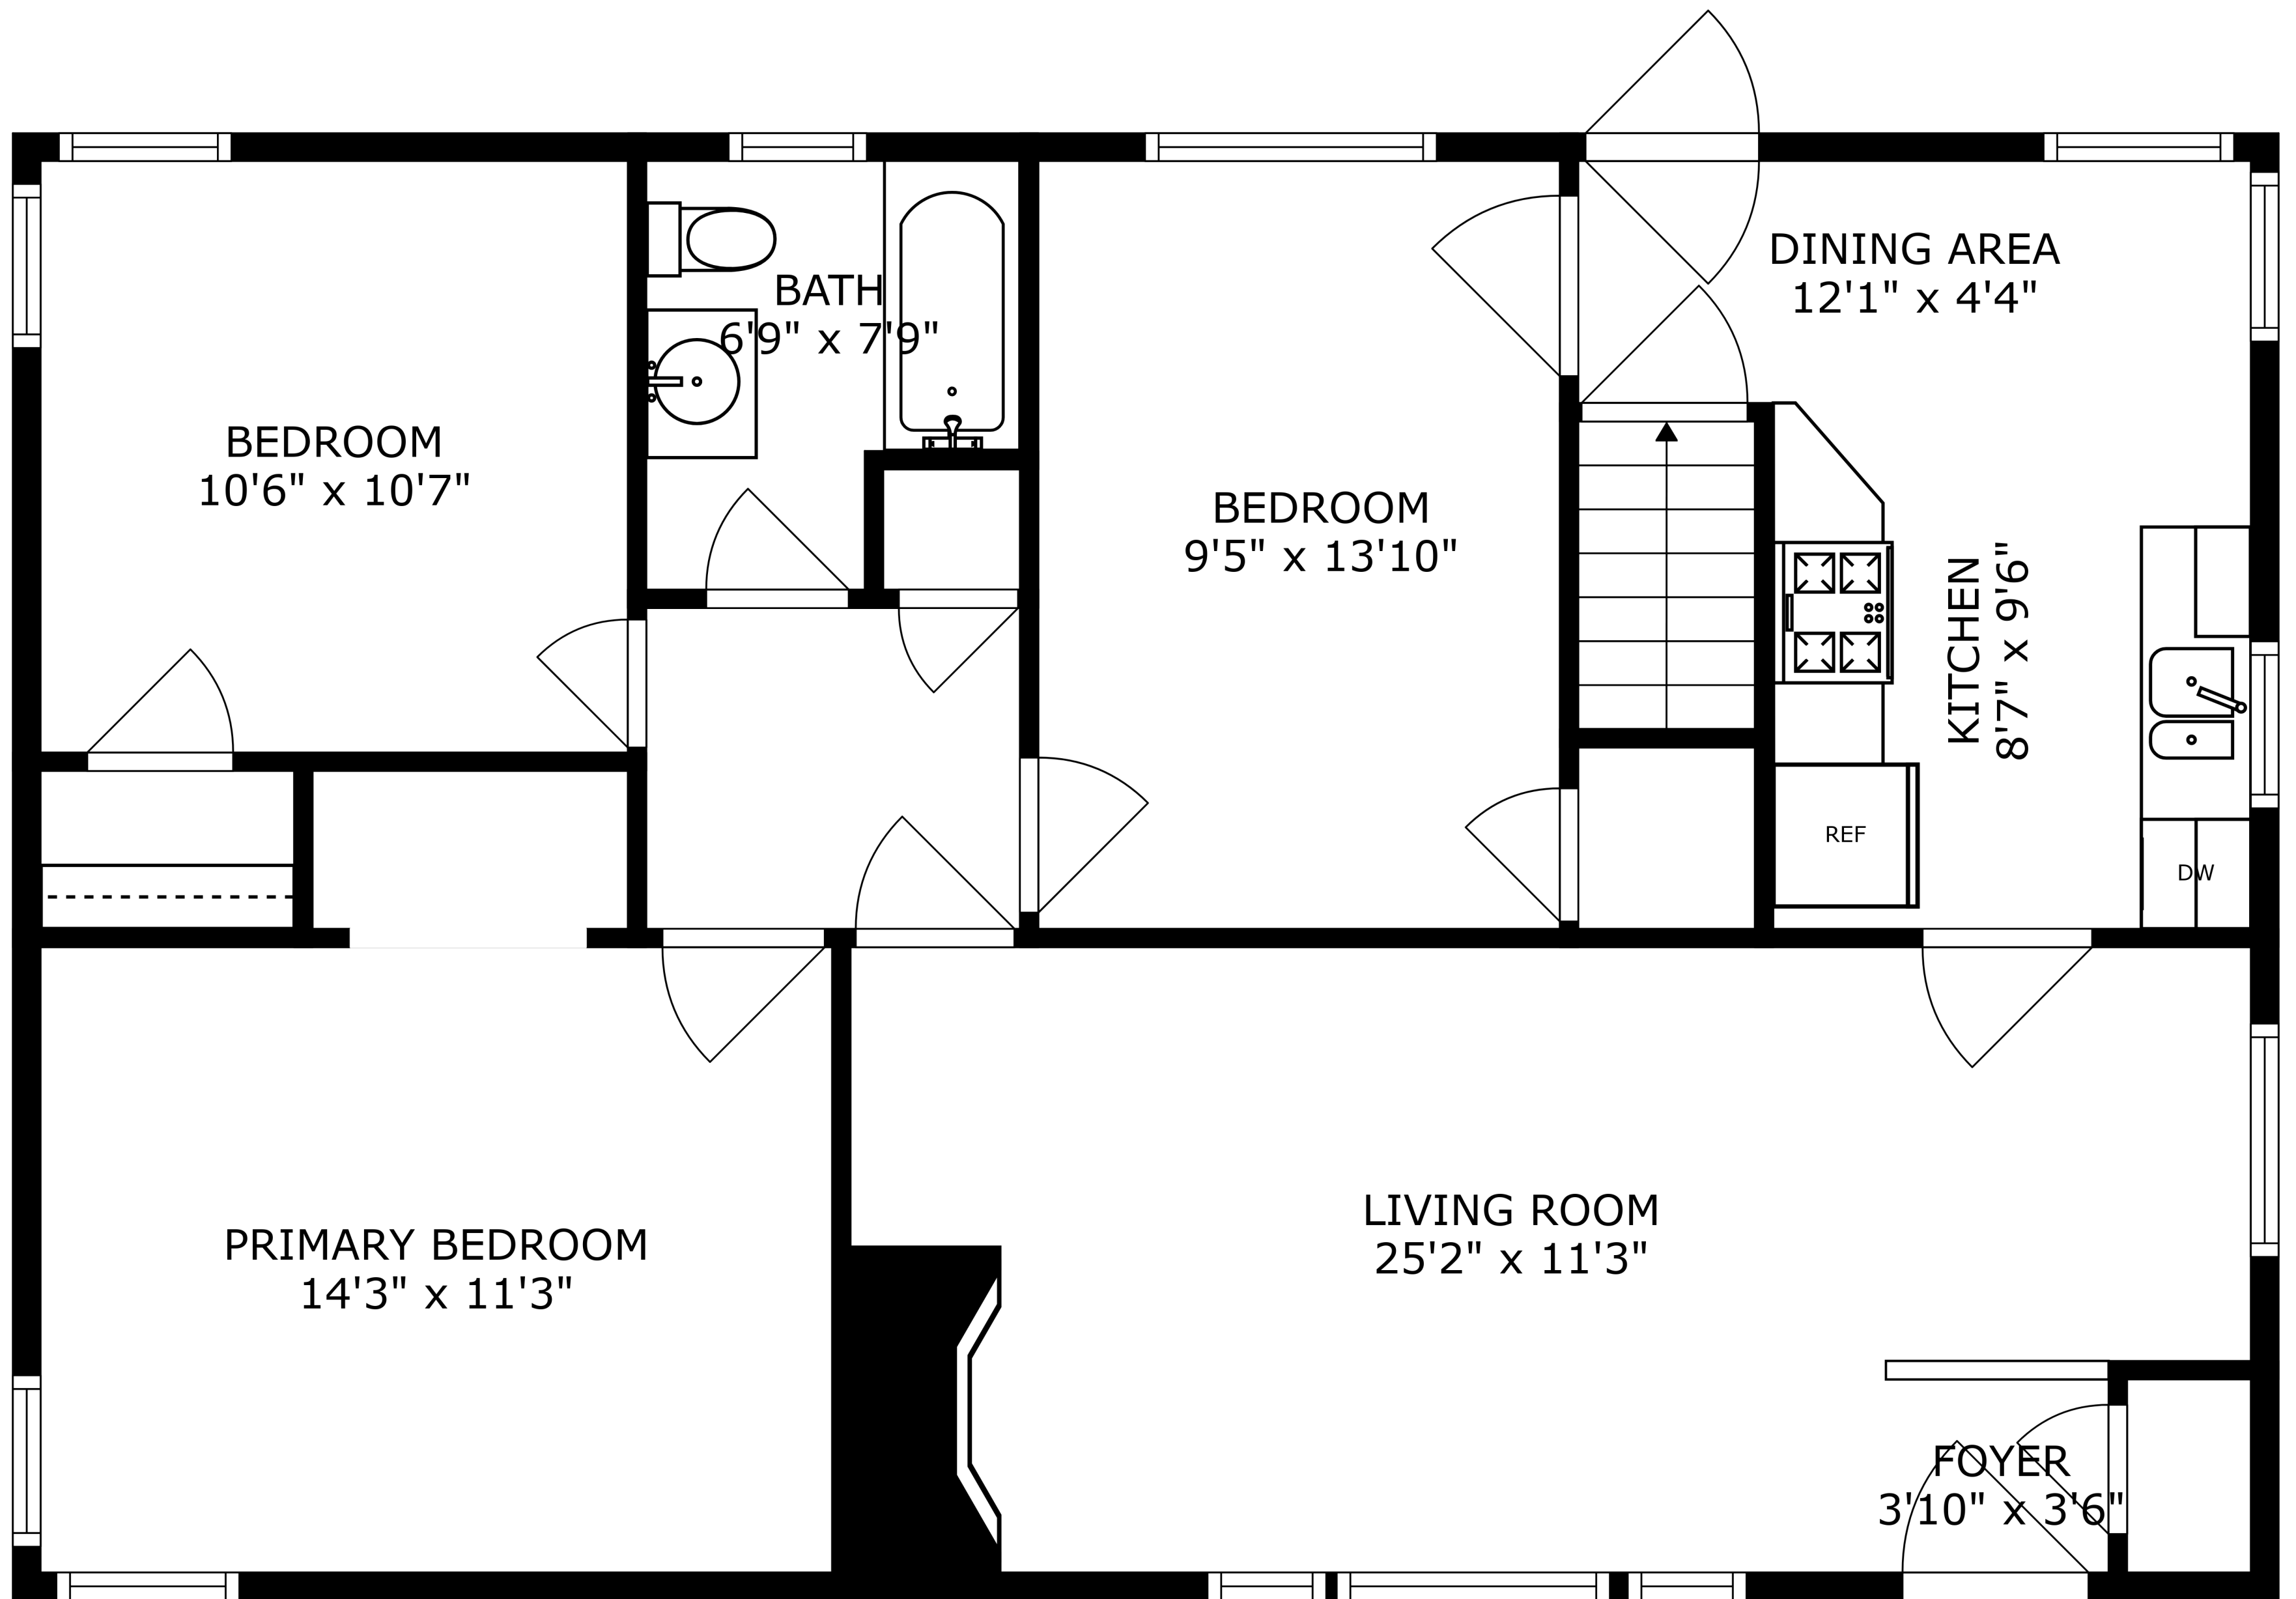 DINING AREA
12'1" x 4'4"
BATH
6'9" x 7'9"
BEDROOM
10'6" x 10'7"
BEDROOM
9'5" x 13'10"
KITCHEN
8'7" x 9'6"
REF
DW
PRIMARY BEDROOM
14'3" x 11'3"
LIVING ROOM
25'2" x 11'3"
FOYER
3'10" x 3'6"